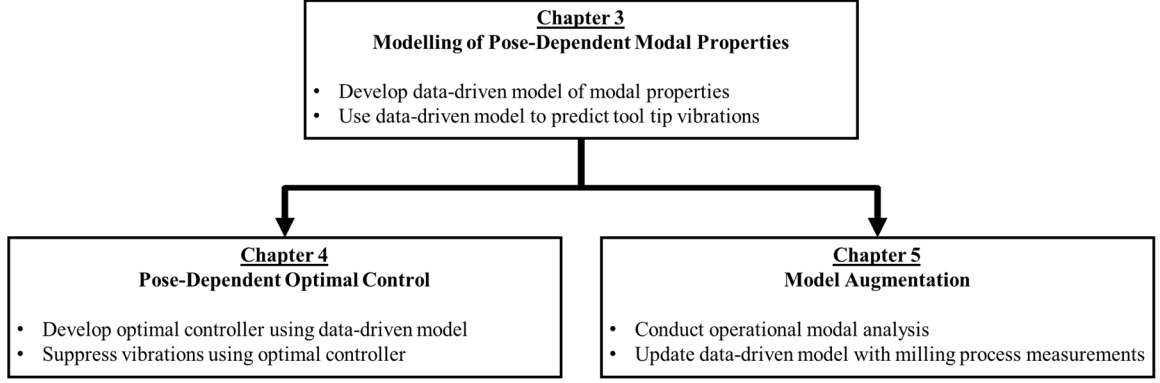 Chapter 3
Modelling of Pose-Dependent Modal Properties
• Develop data-driven model of modal properties
• Use data-driven model to predict tool tip vibrations
Chapter 4
Pose-Dependent Optimal Control
• Develop optimal controller using data-driven model
• Suppress vibrations using optimal controller
Chapter 5
Model Augmentation
• Conduct operational modal analysis
• Update data-driven model with milling process measurements